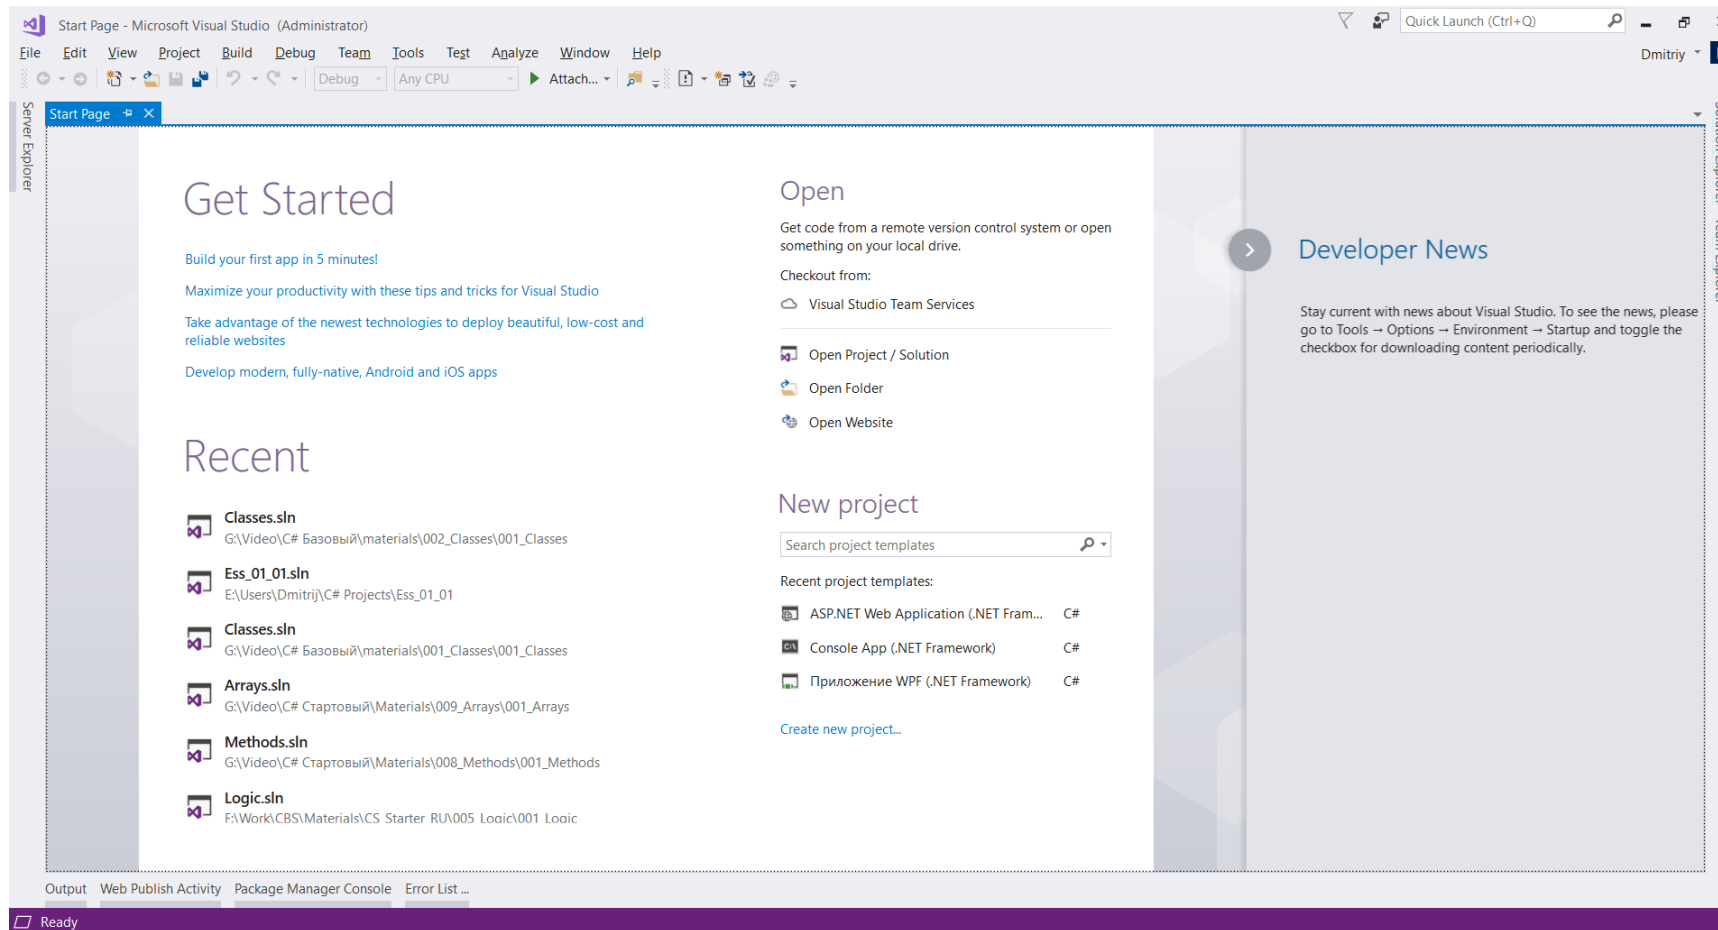 Start Page - Microsoft Visual Studio (Administrator)
Quick Launch (Ctrl+Q)
File Edit View Project Build Debug Team Tools Test Analyze Window Help
Dmitriy
Debug Any CPU Attach...
Server Explorer
Start Page
Solution Explorer
Team Explorer
Get Started
Build your first app in 5 minutes!
Maximize your productivity with these tips and tricks for Visual Studio
Take advantage of the newest technologies to deploy beautiful, low-cost and
reliable websites
Develop modern, fully-native, Android and iOS apps
Recent
Classes.sln
G:\Video\C# Базовый\materials\002_Classes\001_Classes
Ess_01_01.sln
E:\Users\Dmitrij\C# Projects\Ess_01_01
Classes.sln
G:\Video\C# Базовый\materials\001_Classes\001_Classes
Arrays.sln
G:\Video\C# Стартовый\Materials\009_Arrays\001_Arrays
Methods.sln
G:\Video\C# Стартовый\Materials\008_Methods\001_Methods
Logic.sln
F:\Work\CBS\Materials\CS_Starter_RU\005_Logic\001_Logic
Open
Get code from a remote version control system or open
something on your local drive.
Checkout from:
Visual Studio Team Services
Open Project / Solution
Open Folder
Open Website
New project
Search project templates
Recent project templates:
ASP.NET Web Application (.NET Fram... C#
Console App (.NET Framework) C#
Приложение WPF (.NET Framework) C#
Create new project...
Developer News
Stay current with news about Visual Studio. To see the news, please
go to Tools → Options → Environment → Startup and toggle the
checkbox for downloading content periodically.
Output Web Publish Activity Package Manager Console Error List ...
Ready